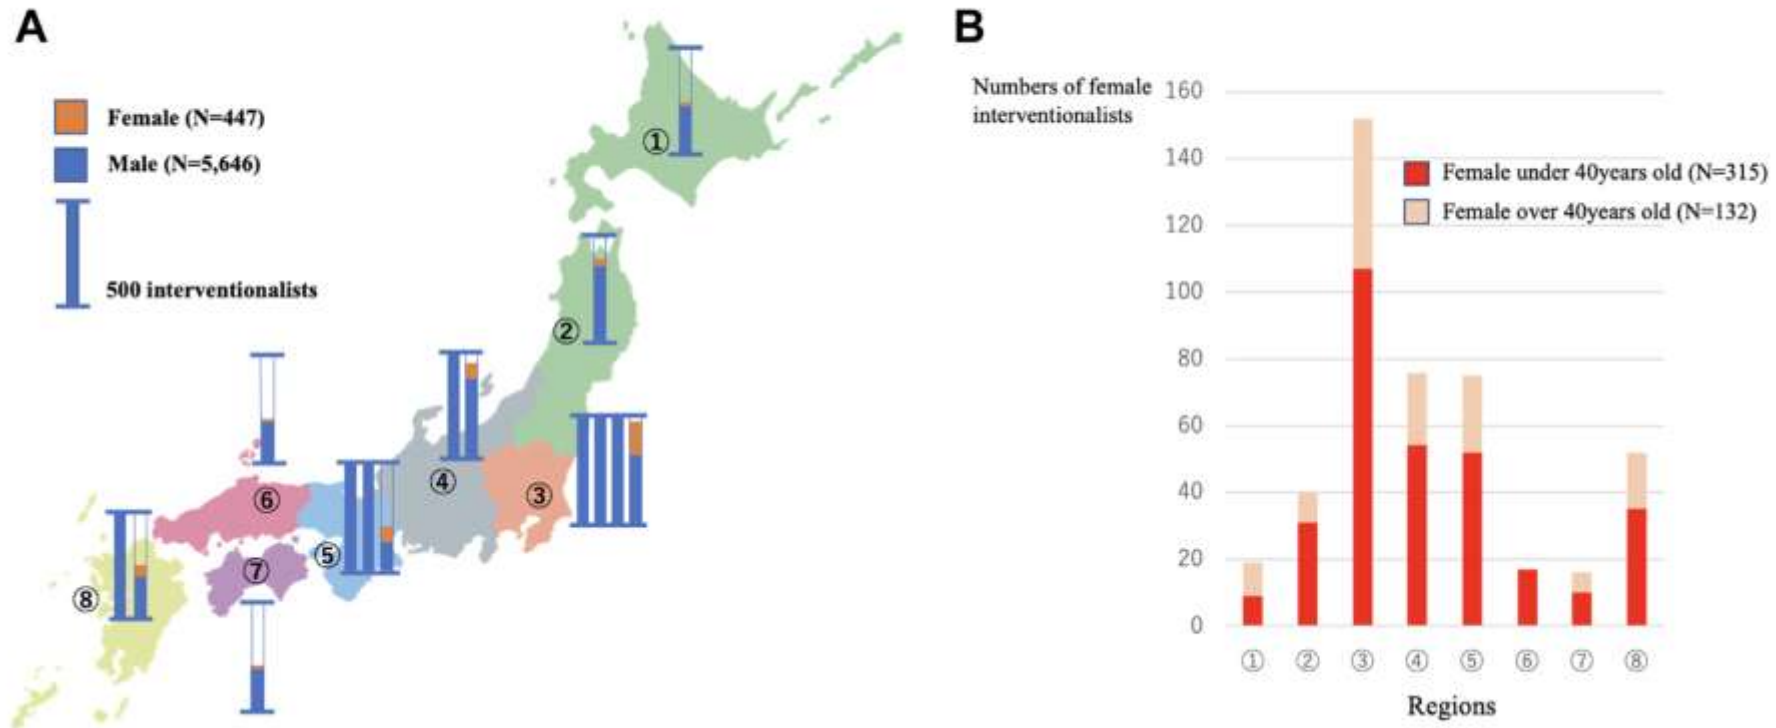 A
Female (N=447)
Male (N=5,646)
500 interventionalists
①
②
③
④
⑤
⑥
⑦
⑧
B
Numbers of female
interventionalists
160
140
120
100
80
60
40
20
0
Female under 40years old (N=315)
Female over 40years old (N=132)
① ② ③ ④ ⑤ ⑥ ⑦ ⑧
Regions